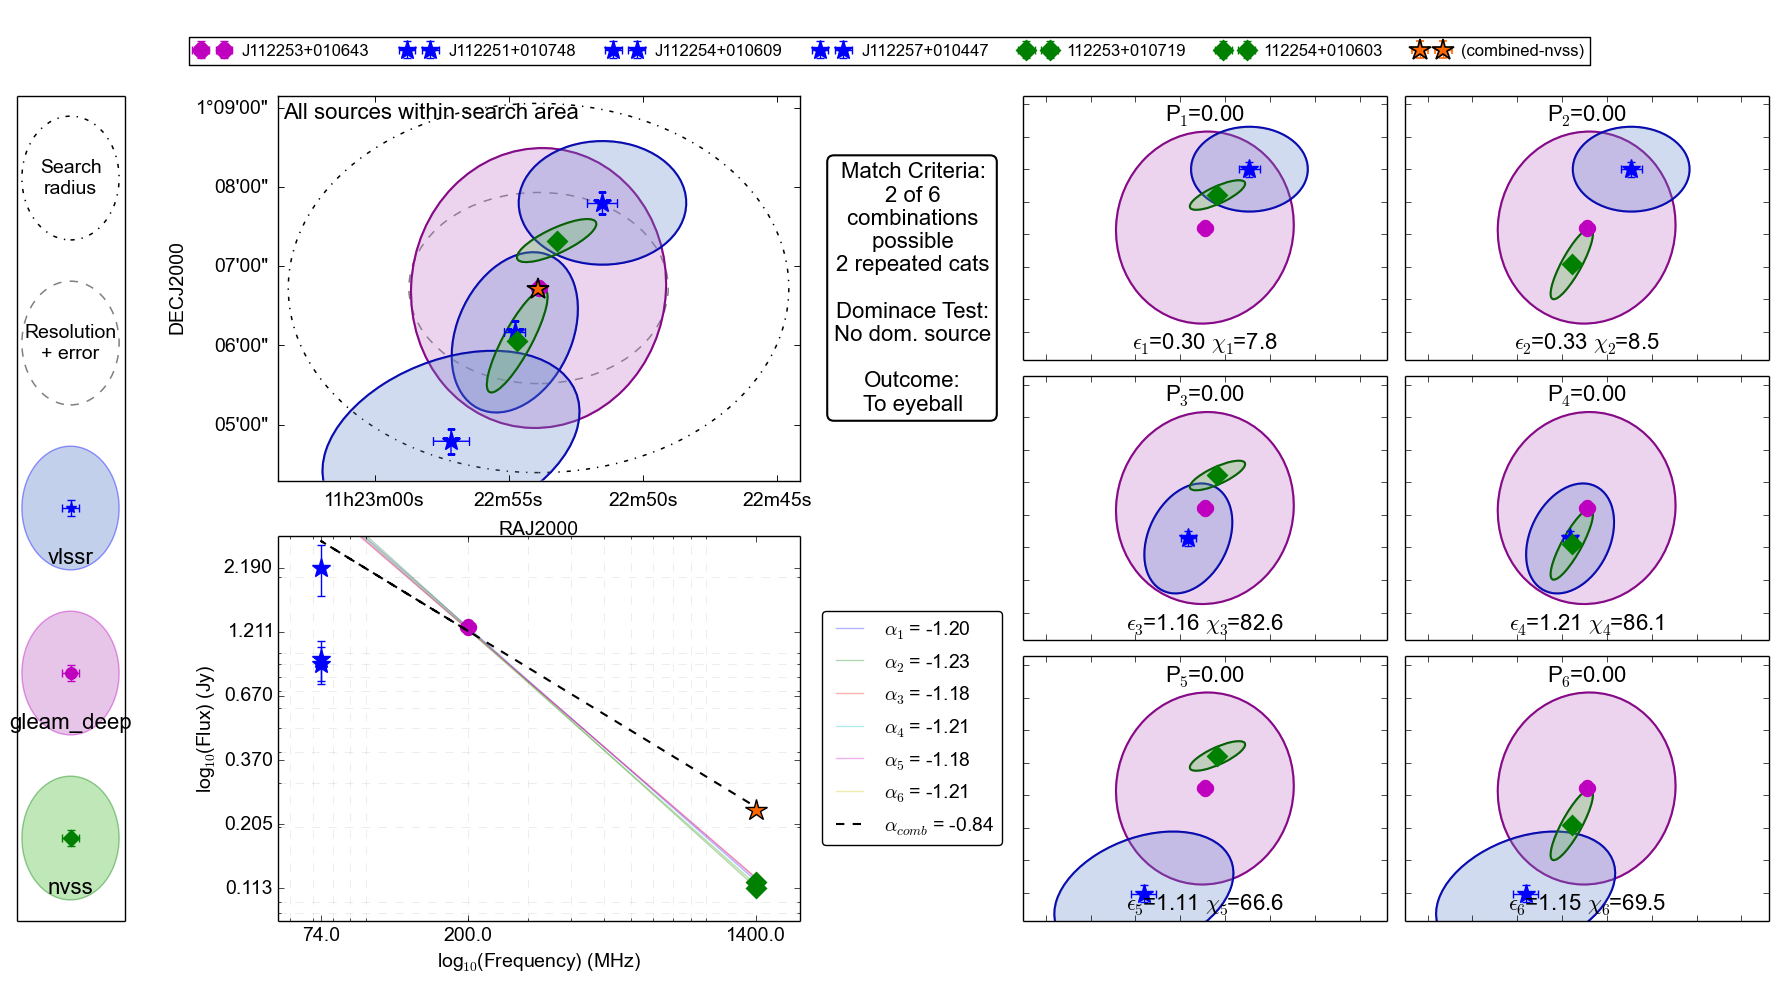 J112253+010643 J112251+010748 J112254+010609 J112257+010447 112253+010719 112254+010603 (combined-nvss)
Search
radius
Resolution
+ error
vlssr
gleam_deep
nvss
All sources within search area
1°09'00"
08'00"
07'00"
06'00"
05'00"
DECJ2000
11h23m00s 22m55s 22m50s 22m45s
RAJ2000
Match Criteria:
2 of 6
combinations
possible
2 repeated cats
Dominace Test:
No dom. source
Outcome:
To eyeball
2.190
1.211
0.670
0.370
0.205
0.113
log10(Flux) (Jy)
74.0 200.0 1400.0
log10(Frequency) (MHz)
α1 = -1.20
α2 = -1.23
α3 = -1.18
α4 = -1.21
α5 = -1.18
α6 = -1.21
αcomb = -0.84
P1=0.00
ϵ1=0.30 χ1=7.8
P2=0.00
ϵ2=0.33 χ2=8.5
P3=0.00
ϵ3=1.16 χ3=82.6
P4=0.00
ϵ4=1.21 χ4=86.1
P5=0.00
ϵ5=1.11 χ5=66.6
P6=0.00
ϵ6=1.15 χ6=69.5